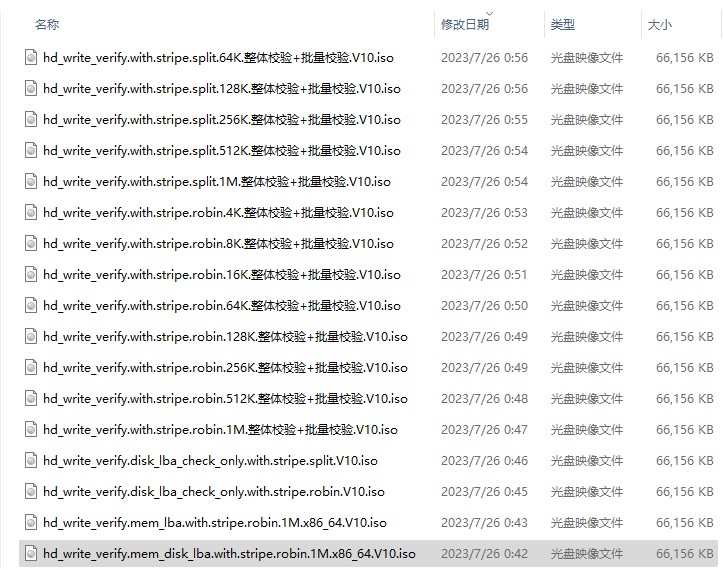 名称 修改日期 类型 大小
hd_write_verify.with.stripe.split.64K.整体校验+批量校验.V10.iso 2023/7/26 0:56 光盘映像文件 66,156 KB
hd_write_verify.with.stripe.split.128K.整体校验+批量校验.V10.iso 2023/7/26 0:56 光盘映像文件 66,156 KB
hd_write_verify.with.stripe.split.256K.整体校验+批量校验.V10.iso 2023/7/26 0:55 光盘映像文件 66,156 KB
hd_write_verify.with.stripe.split.512K.整体校验+批量校验.V10.iso 2023/7/26 0:54 光盘映像文件 66,156 KB
hd_write_verify.with.stripe.split.1M.整体校验+批量校验.V10.iso 2023/7/26 0:54 光盘映像文件 66,156 KB
hd_write_verify.with.stripe.robin.4K.整体校验+批量校验.V10.iso 2023/7/26 0:53 光盘映像文件 66,156 KB
hd_write_verify.with.stripe.robin.8K.整体校验+批量校验.V10.iso 2023/7/26 0:52 光盘映像文件 66,156 KB
hd_write_verify.with.stripe.robin.16K.整体校验+批量校验.V10.iso 2023/7/26 0:51 光盘映像文件 66,156 KB
hd_write_verify.with.stripe.robin.64K.整体校验+批量校验.V10.iso 2023/7/26 0:50 光盘映像文件 66,156 KB
hd_write_verify.with.stripe.robin.128K.整体校验+批量校验.V10.iso 2023/7/26 0:49 光盘映像文件 66,156 KB
hd_write_verify.with.stripe.robin.256K.整体校验+批量校验.V10.iso 2023/7/26 0:49 光盘映像文件 66,156 KB
hd_write_verify.with.stripe.robin.512K.整体校验+批量校验.V10.iso 2023/7/26 0:48 光盘映像文件 66,156 KB
hd_write_verify.with.stripe.robin.1M.整体校验+批量校验.V10.iso 2023/7/26 0:47 光盘映像文件 66,156 KB
hd_write_verify.disk_lba_check_only.with.stripe.split.V10.iso 2023/7/26 0:46 光盘映像文件 66,156 KB
hd_write_verify.disk_lba_check_only.with.stripe.robin.V10.iso 2023/7/26 0:45 光盘映像文件 66,156 KB
hd_write_verify.mem_lba.with.stripe.robin.1M.x86_64.V10.iso 2023/7/26 0:43 光盘映像文件 66,156 KB
hd_write_verify.mem_disk_lba.with.stripe.robin.1M.x86_64.V10.iso 2023/7/26 0:42 光盘映像文件 66,156 KB